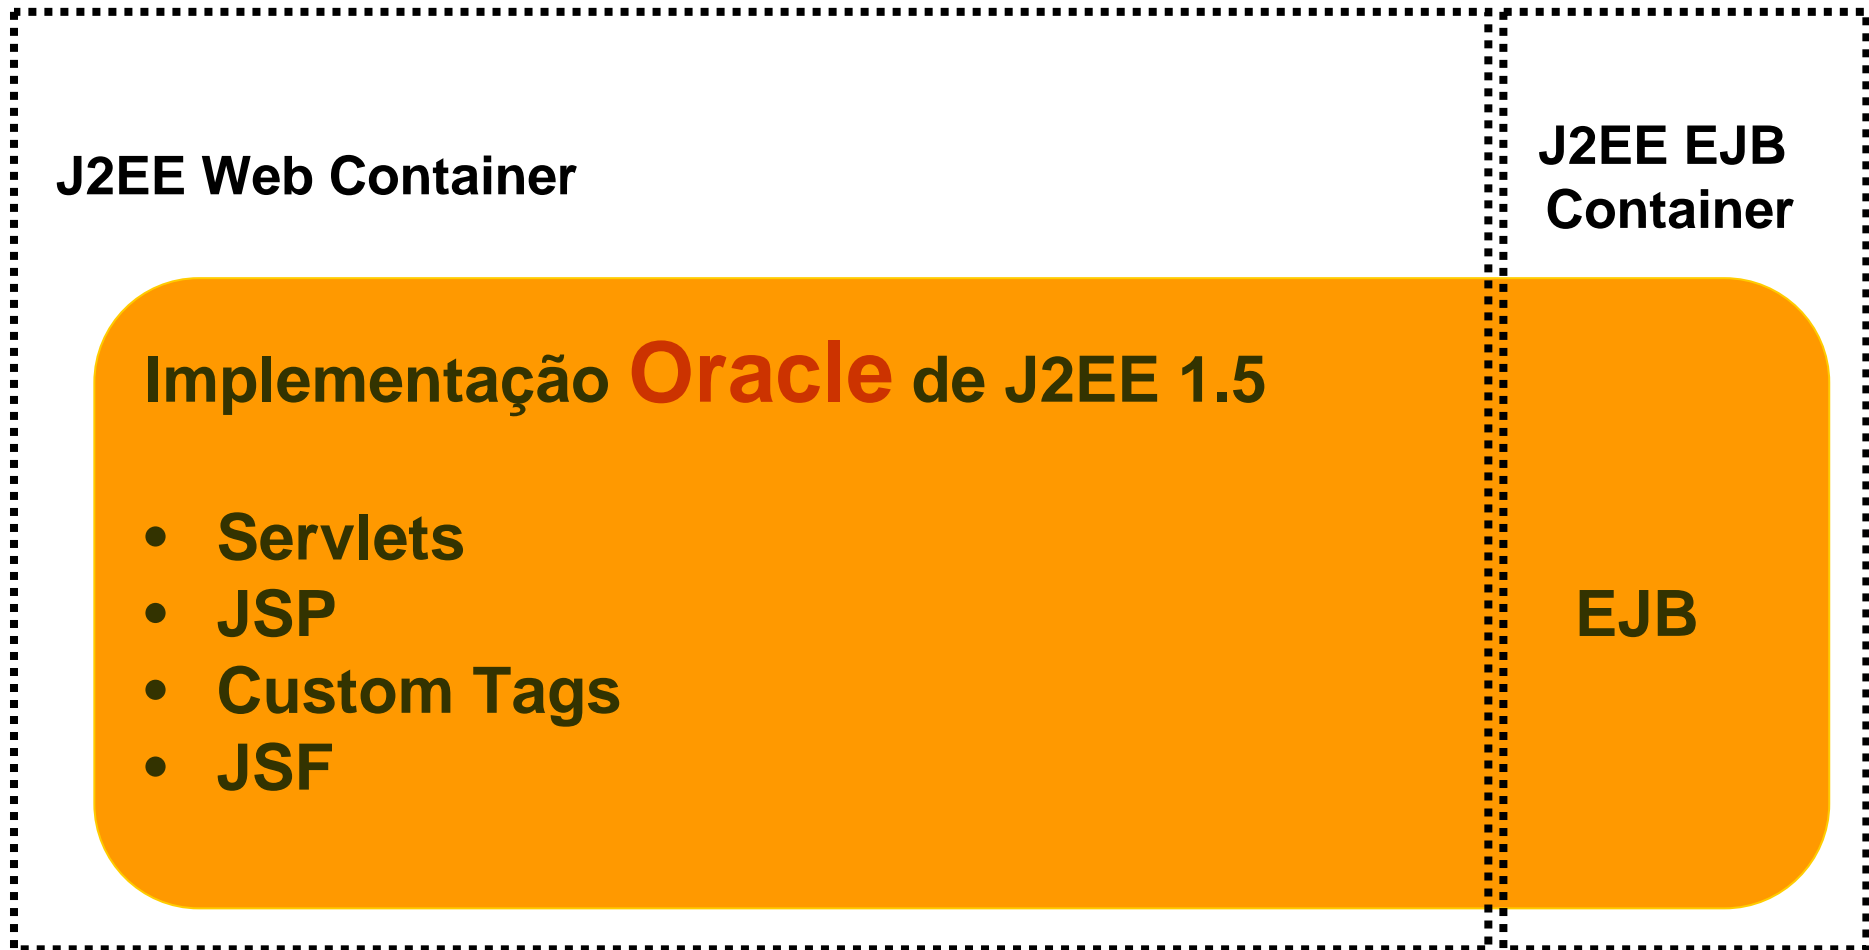 J2EE Web Container
J2EE EJB
Container
Implementação Oracle de J2EE 1.5
• Servlets
• JSP
• Custom Tags
• JSF
EJB